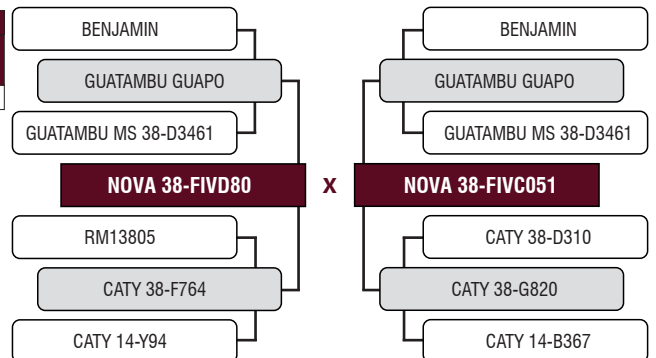 BENJAMIN
GUATAMBU GUAPO
GUATAMBU MS 38-D3461
NOVA 38-FIVD80
RM13805
CATY 38-F764
CATY 14-Y94
X
BENJAMIN
GUATAMBU GUAPO
GUATAMBU MS 38-D3461
NOVA 38-FIVC051
CATY 38-D310
CATY 38-G820
CATY 14-B367